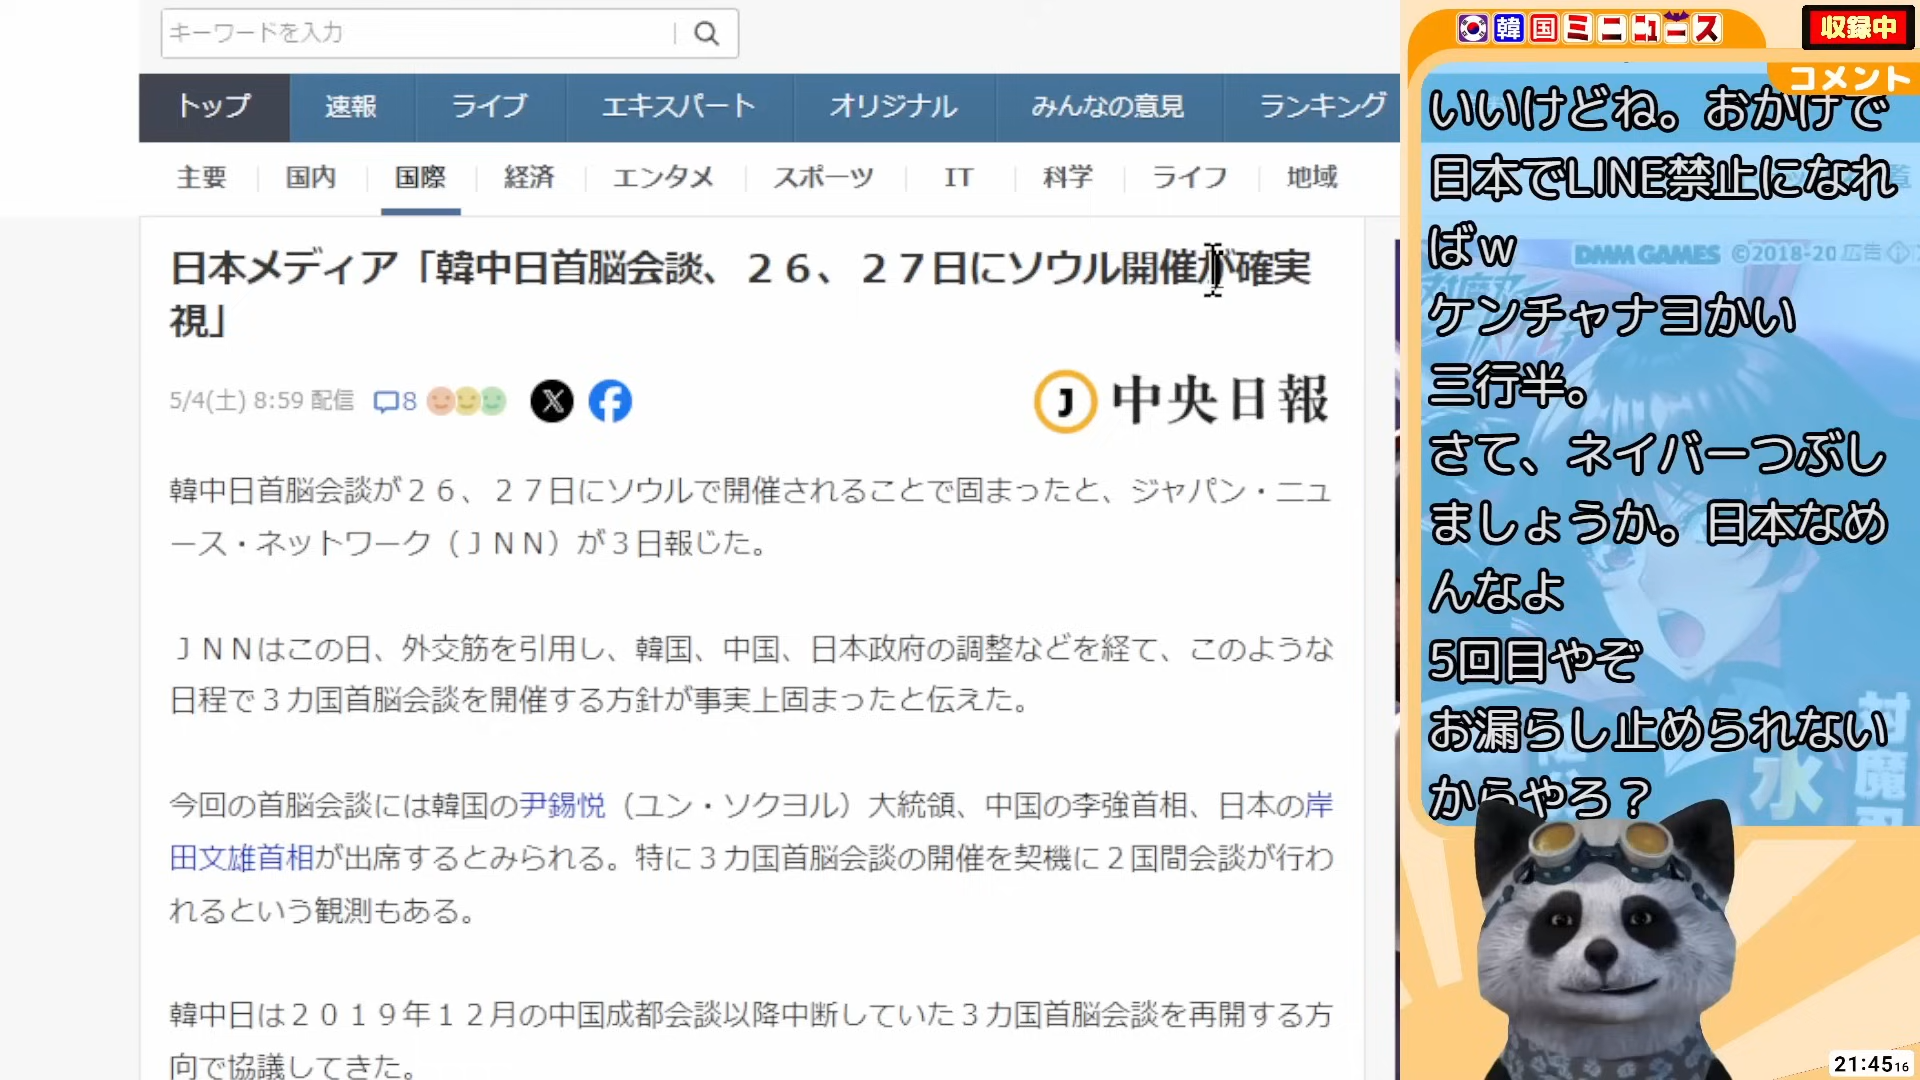 キーワードを入力
トップ 速報 ライブ エキスパート オリジナル みんなの意見 ランキング
主要 国内 国際 経済 エンタメ スポーツ IT 科学 ライフ 地域
日本メディア「韓中日首脳会談、２６、２７日にソウル開催が確実
視」
5/4(土) 8:59 配信 8
J 中央日報
韓中日首脳会談が２６、２７日にソウルで開催されることで固まったと、ジャパン・ニュ
ース・ネットワーク（ＪＮＮ）が３日報じた。
ＪＮＮはこの日、外交筋を引用し、韓国、中国、日本政府の調整などを経て、このような
日程で３カ国首脳会談を開催する方針が事実上固まったと伝えた。
今回の首脳会談には韓国の尹錫悦（ユン・ソクヨル）大統領、中国の李強首相、日本の岸
田文雄首相が出席するとみられる。特に３カ国首脳会談の開催を契機に２国間会談が行わ
れるという観測もある。
韓中日は２０１９年１２月の中国成都会談以降中断していた３カ国首脳会談を再開する方
向で協議してきた。
韓国ミニニュース
収録中
コメント
いいけどね。おかげで
日本でLINE禁止になれ
ばｗ
DMM GAMES ©2018-20 広告
ケンチャナヨかい
三行半。
さて、ネイバーつぶし
ましょうか。日本なめ
んなよ
5回目やぞ
お漏らし止められない
からやろ？
対魔
水
21:45 16